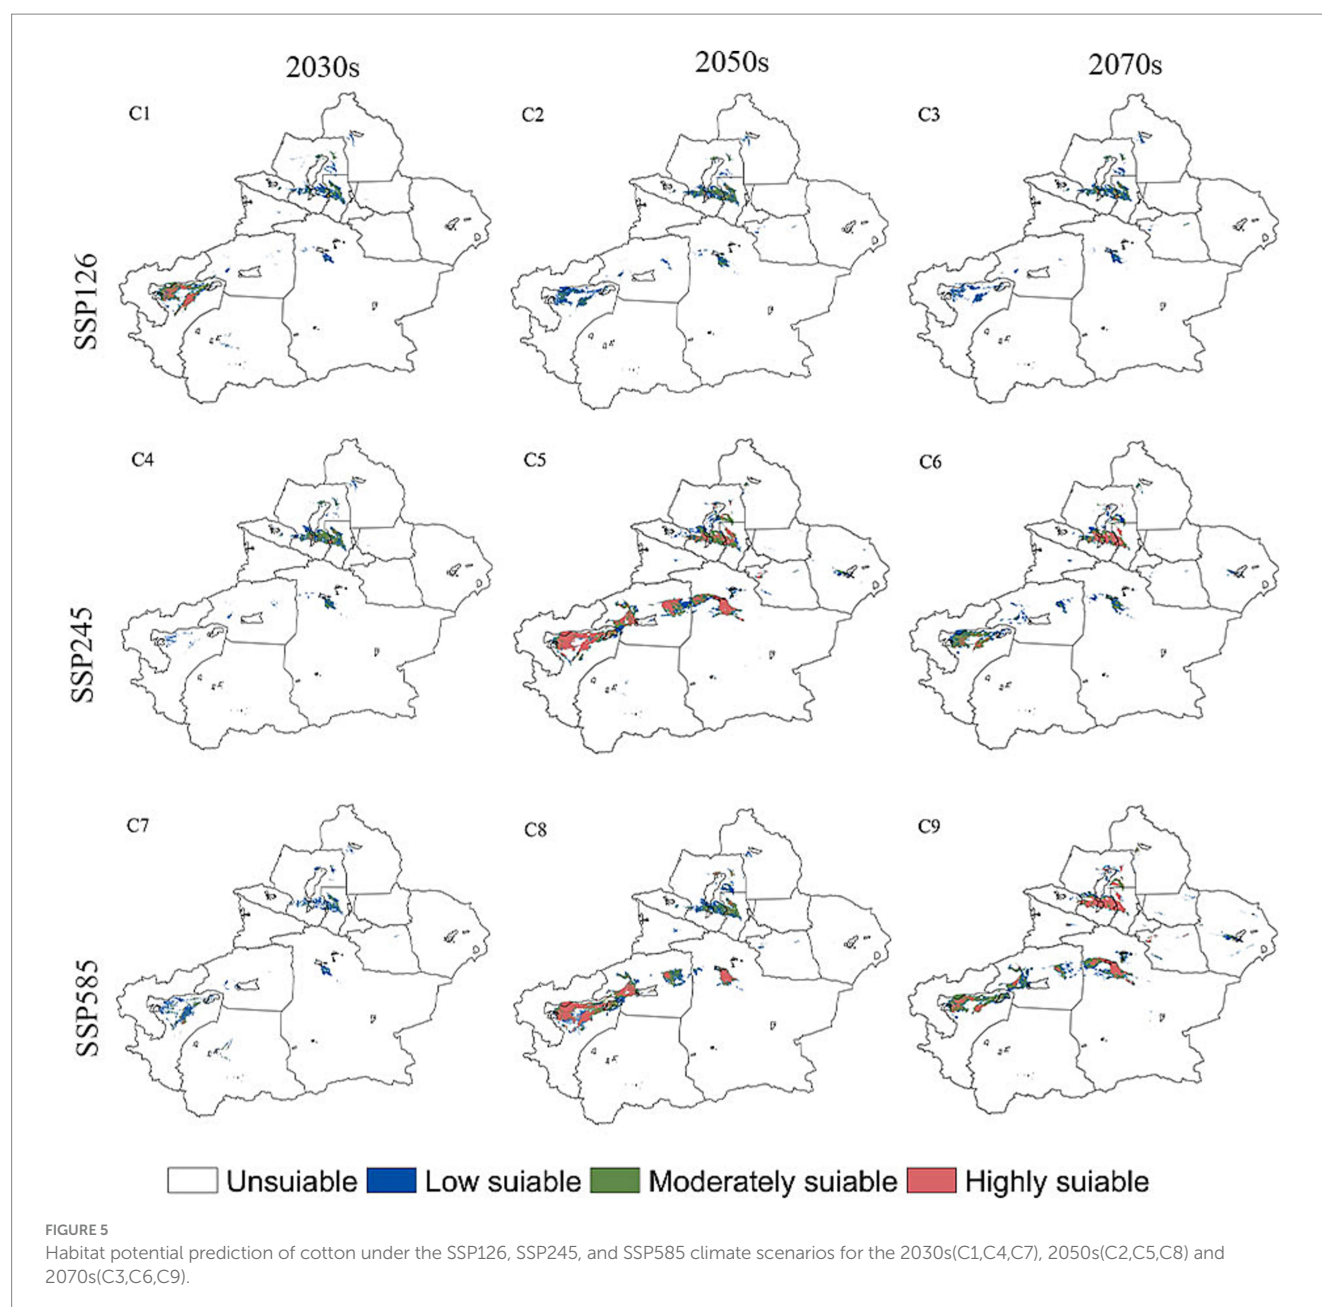 2030s
2050s
2070s
C1
C2
C3
SSP126
C4
C5
C6
SSP245
C7
C8
C9
SSP585
Unsuiable
Low suiable
Moderately suiable
Highly suiable
FIGURE 5
Habitat potential prediction of cotton under the SSP126, SSP245, and SSP585 climate scenarios for the 2030s(C1,C4,C7), 2050s(C2,C5,C8) and
2070s(C3,C6,C9).